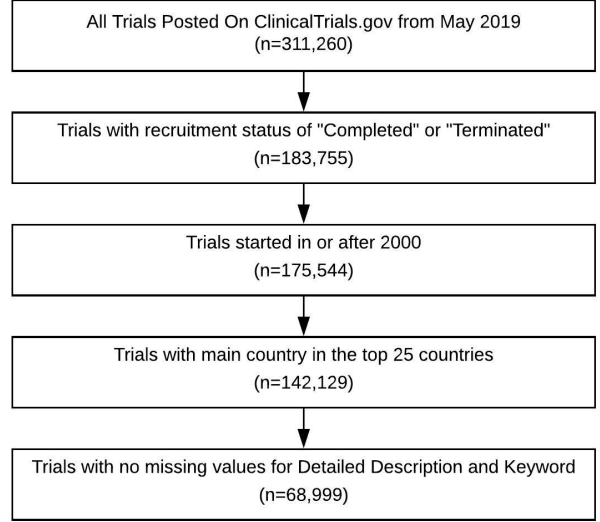 All Trials Posted On ClinicalTrials.gov from May 2019
(n=311,260)
Trials with recruitment status of "Completed" or "Terminated"
(n=183,755)
Trials started in or after 2000
(n=175,544)
Trials with main country in the top 25 countries
(n=142,129)
Trials with no missing values for Detailed Description and Keyword
(n=68,999)